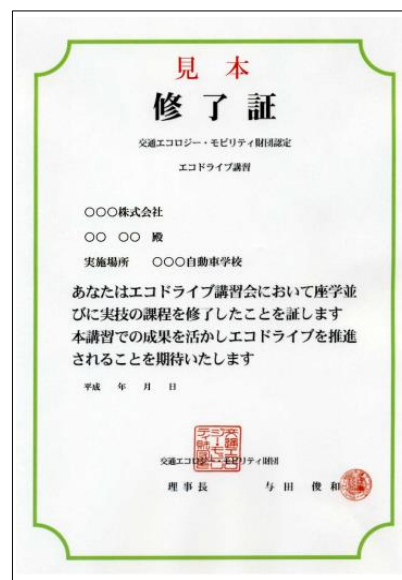 見本
修了証
交通エコロジー・モビリティ財団認定
エコドライブ講習
○○○株式会社
○○ ○○ 殿
実施場所 ○○○自動車学校
あなたはエコドライブ講習会において座学並
びに実技の課程を修了したことを証します
本講習での成果を活かしエコドライブを推進
されることを期待いたします
平成 年 月 日
交通エコロジー・モビリティ財団
理事長 与田 俊和